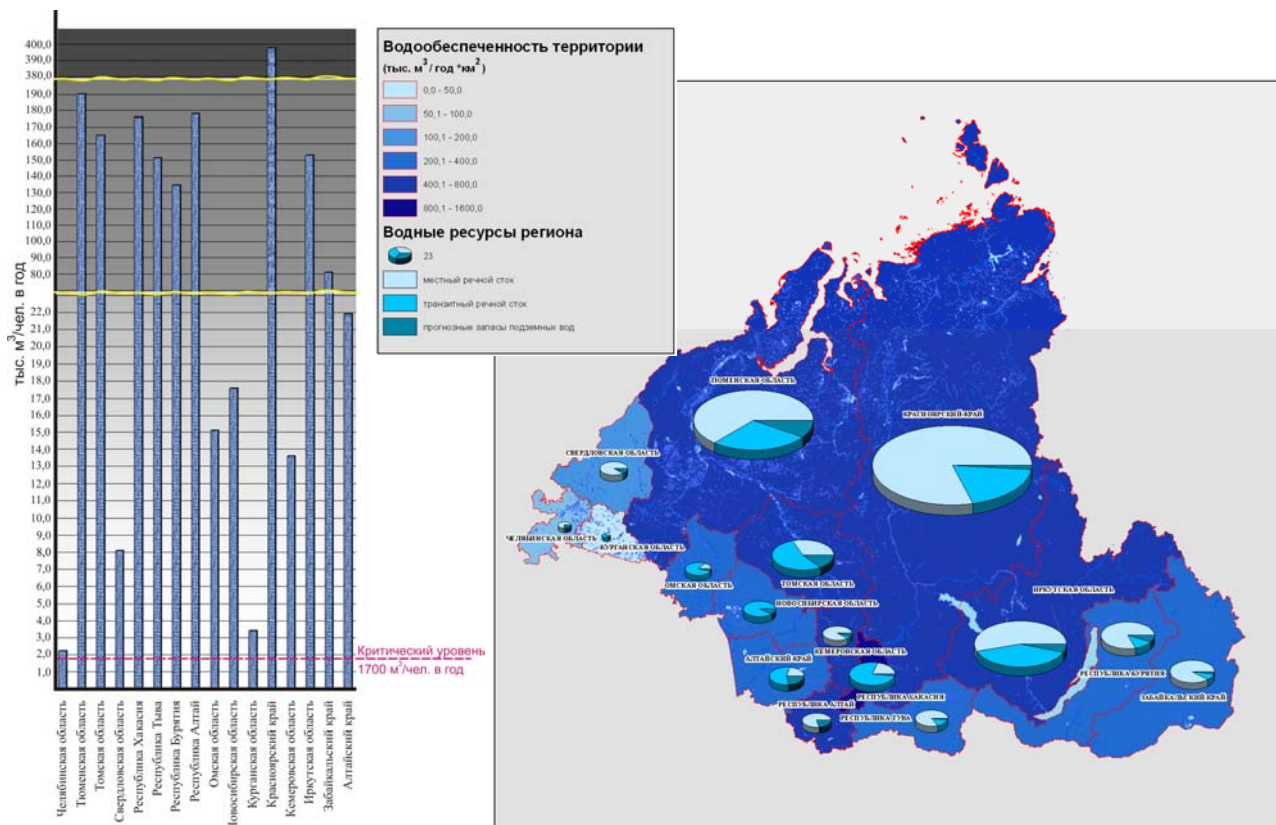 400,0
390,0
380,0
190,0
180,0
170,0
160,0
150,0
140,0
130,0
120,0
110,0
100,0
90,0
80,0
22,0
21,0
20,0
19,0
18,0
17,0
16,0
15,0
14,0
13,0
12,0
11,0
10,0
9,0
8,0
7,0
6,0
5,0
4,0
3,0
2,0
1,0
тыс. м³/чел. в год
Критический уровень
1700 м³/чел. в год
Челябинская область
Тюменская область
Томская область
Свердловская область
Республика Хакасия
Республика Тыва
Республика Бурятия
Республика Алтай
Омская область
Новосибирская область
Курганская область
Красноярский край
Кемеровская область
Иркутская область
Забайкальский край
Алтайский край
Водообеспеченность территории
(тыс. м³ / год *км²)
0,0 - 50,0
50,1 - 100,0
100,1 - 200,0
200,1 - 400,0
400,1 - 800,0
800,1 - 1600,0
Водные ресурсы региона
23
местный речной сток
транзитный речной сток
прогнозные запасы подземных вод
ТЮМЕНСКАЯ ОБЛАСТЬ
КРАСНОЯРСКИЙ КРАЙ
СВЕРДЛОВСКАЯ ОБЛАСТЬ
ЧЕЛЯБИНСКАЯ ОБЛАСТЬ
КУРГАНСКАЯ ОБЛАСТЬ
ОМСКАЯ ОБЛАСТЬ
ТОМСКАЯ ОБЛАСТЬ
ИРКУТСКАЯ ОБЛАСТЬ
НОВОСИБИРСКАЯ ОБЛАСТЬ
КЕМЕРОВСКАЯ ОБЛАСТЬ
АЛТАЙСКИЙ КРАЙ
РЕСПУБЛИКА БУРЯТИЯ
РЕСПУБЛИКА ХАКАСИЯ
ЗАБАЙКАЛЬСКИЙ КРАЙ
РЕСПУБЛИКА АЛТАЙ
РЕСПУБЛИКА ТУВА